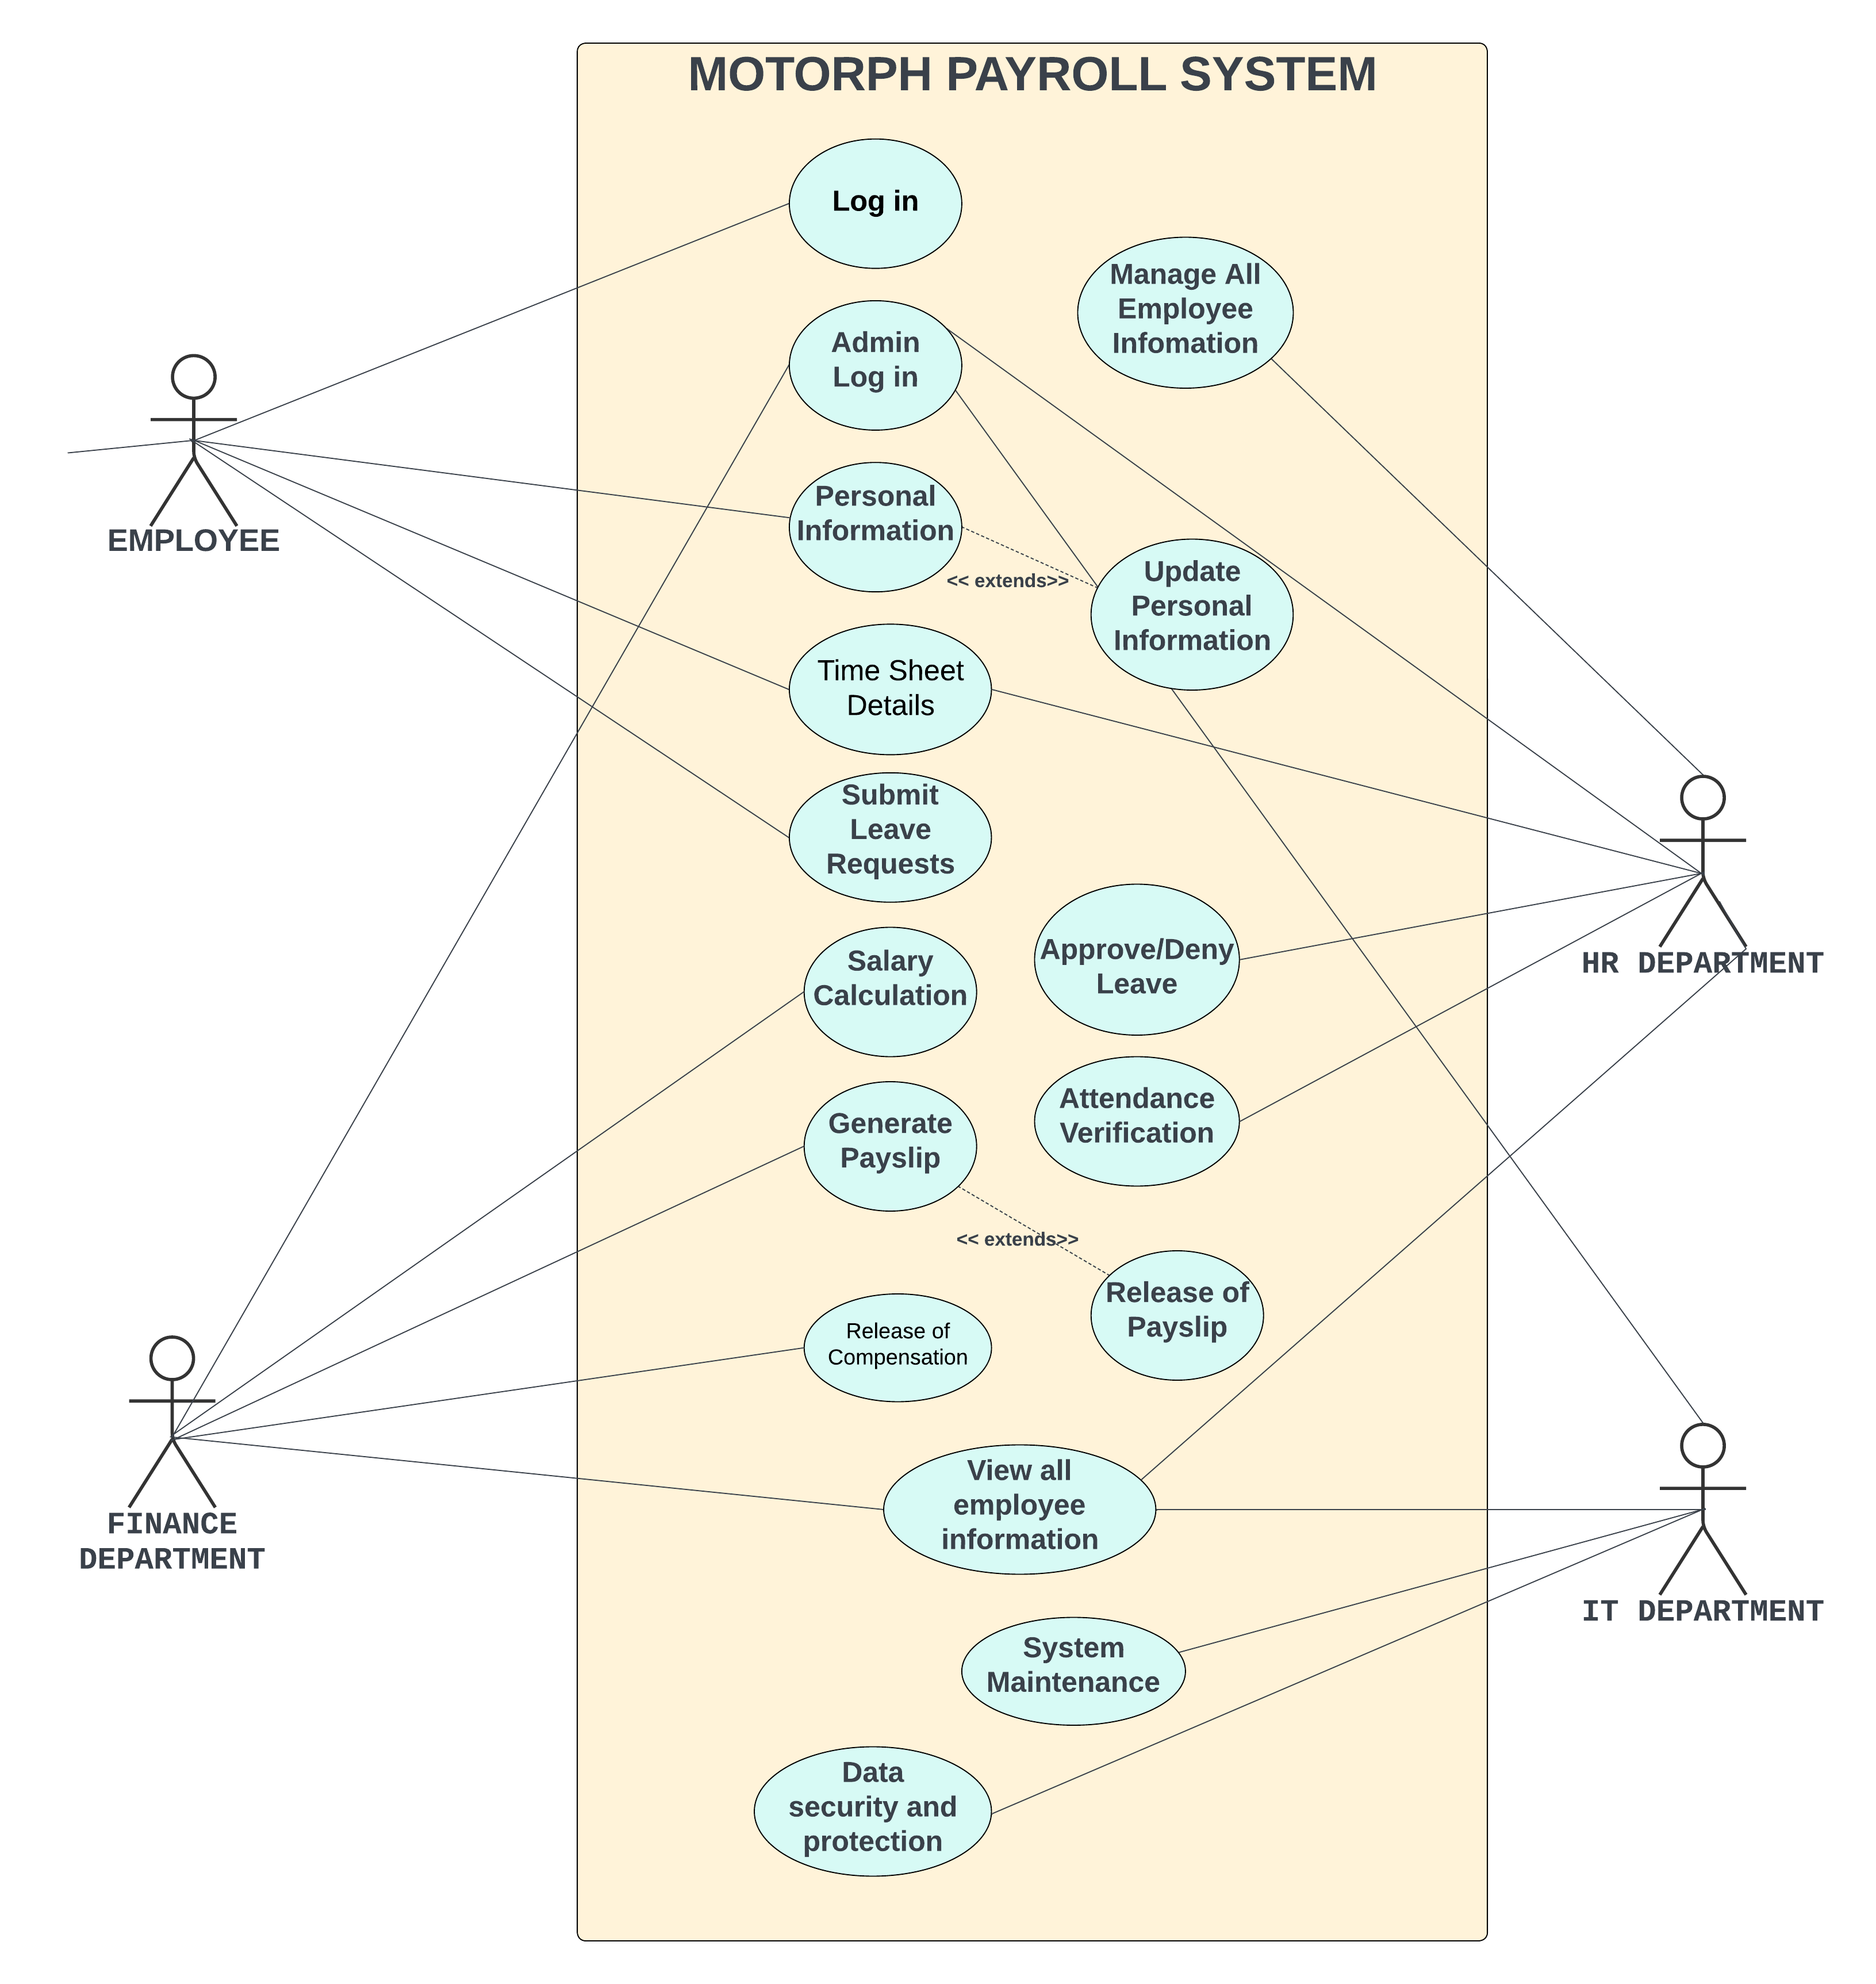 MOTORPH PAYROLL SYSTEM
Log in
Manage All
Employee
Infomation
Admin
Log in
EMPLOYEE
Personal
Information
<< extends>>
Update
Personal
Information
Time Sheet
Details
Submit
Leave
Requests
Approve/Deny
Leave
HR DEPARTMENT
Salary
Calculation
Attendance
Verification
Generate
Payslip
<< extends>>
Release of
Payslip
Release of
Compensation
FINANCE
DEPARTMENT
View all
employee
information
IT DEPARTMENT
System
Maintenance
Data
security and
protection